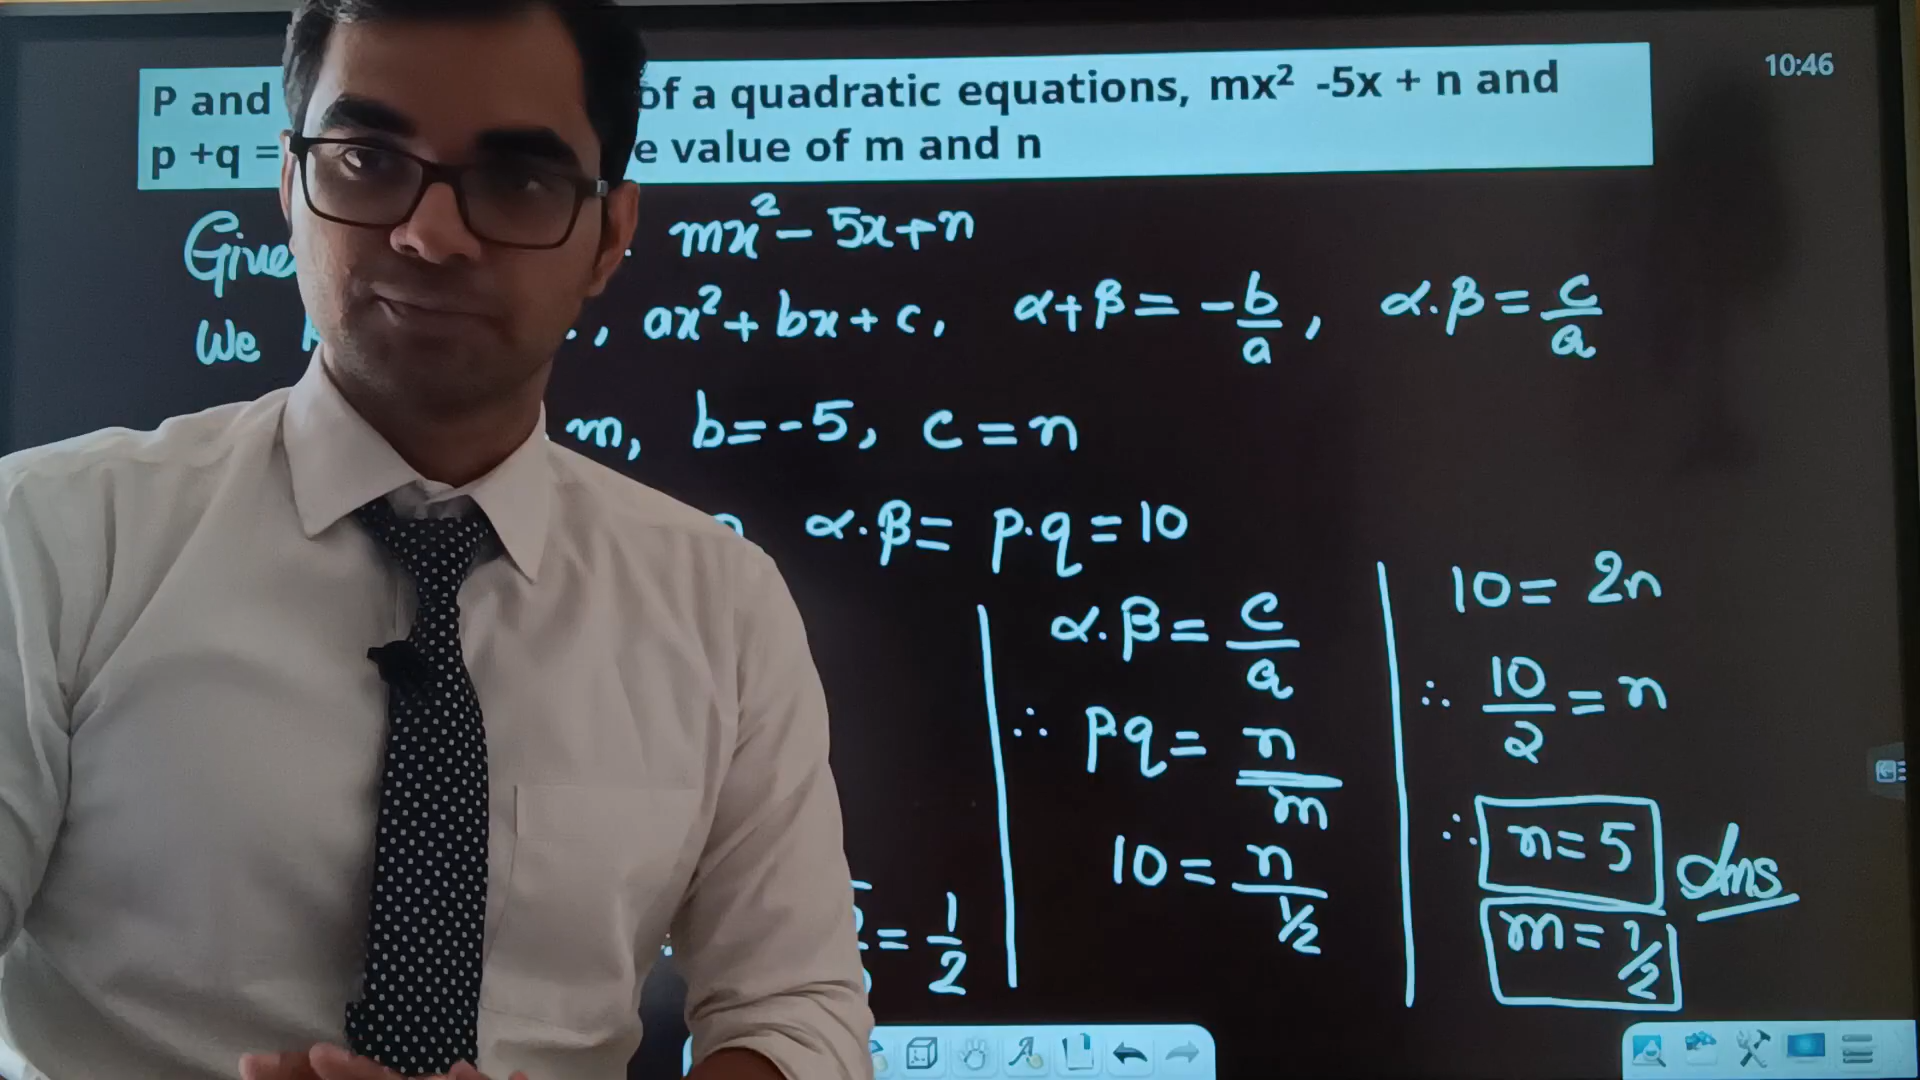 10:46
P and of a quadratic equations, mx² -5x + n and
p +q = e value of m and n
mx² - 5x + n
We , ax² + bx + c, α + β = -b/a, α.β = c/a
m, b = -5, c = n
α.β = p.q = 10
α.β = c/a
∴ pq = n/m
10 = n/½
= 1/2
10 = 2n
∴ 10/2 = n
∴ n = 5 Ans
m = ½